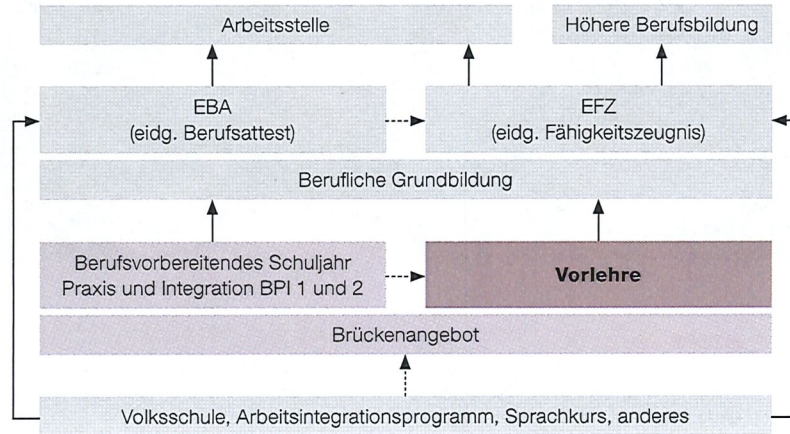 Arbeitsstelle
Höhere Berufsbildung
EBA
(eidg. Berufsattest)
EFZ
(eidg. Fähigkeitszeugnis)
Berufliche Grundbildung
Berufsvorbereitendes Schuljahr
Praxis und Integration BPI 1 und 2
Vorlehre
Brückenangebot
Volksschule, Arbeitsintegrationsprogramm, Sprachkurs, anderes